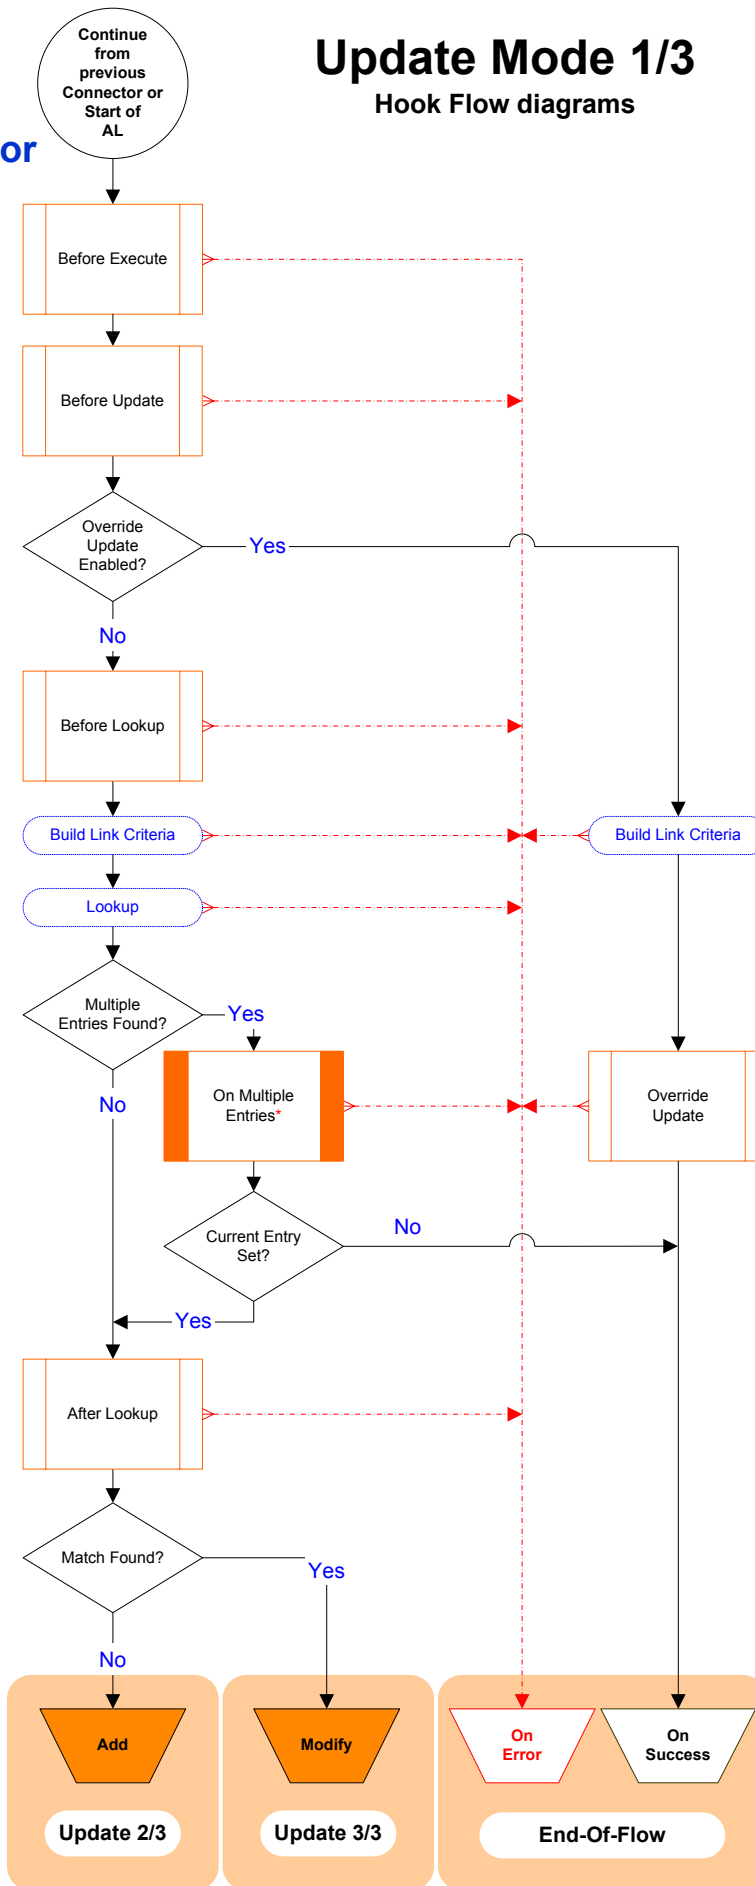 Continue
from
previous
Connector or
Start of
AL
Update Mode 1/3
Hook Flow diagrams
or
Before Execute
Before Update
Override
Update
Enabled?
Yes
No
Before Lookup
Build Link Criteria
Build Link Criteria
Lookup
Multiple
Entries Found?
Yes
No
On Multiple
Entries*
Override
Update
Current Entry
Set?
No
Yes
After Lookup
Match Found?
Yes
No
Add
Modify
On
Error
On
Success
Update 2/3
Update 3/3
End-Of-Flow